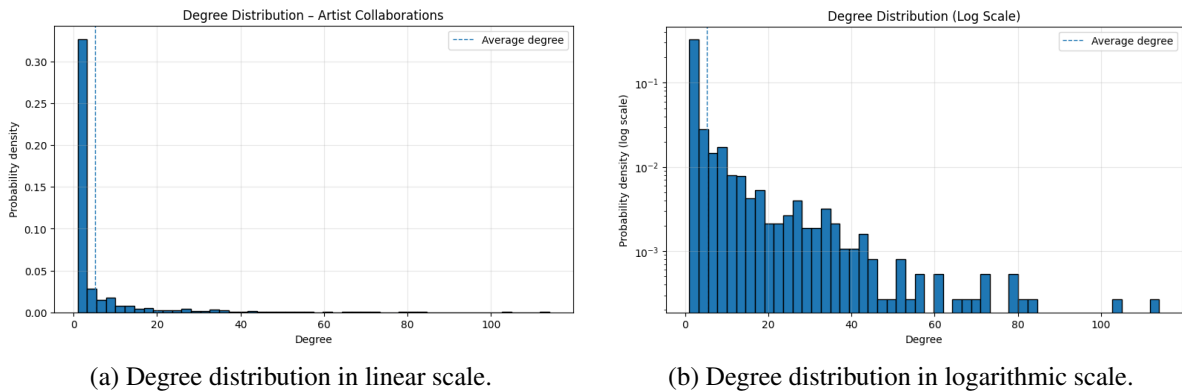 Degree Distribution – Artist Collaborations
Average degree
0.30
0.25
0.20
0.15
0.10
0.05
0.00
Probability density
0 20 40 60 80 100
Degree
(a) Degree distribution in linear scale.
Degree Distribution (Log Scale)
Average degree
10⁻¹
10⁻²
10⁻³
Probability density (log scale)
0 20 40 60 80 100
Degree
(b) Degree distribution in logarithmic scale.